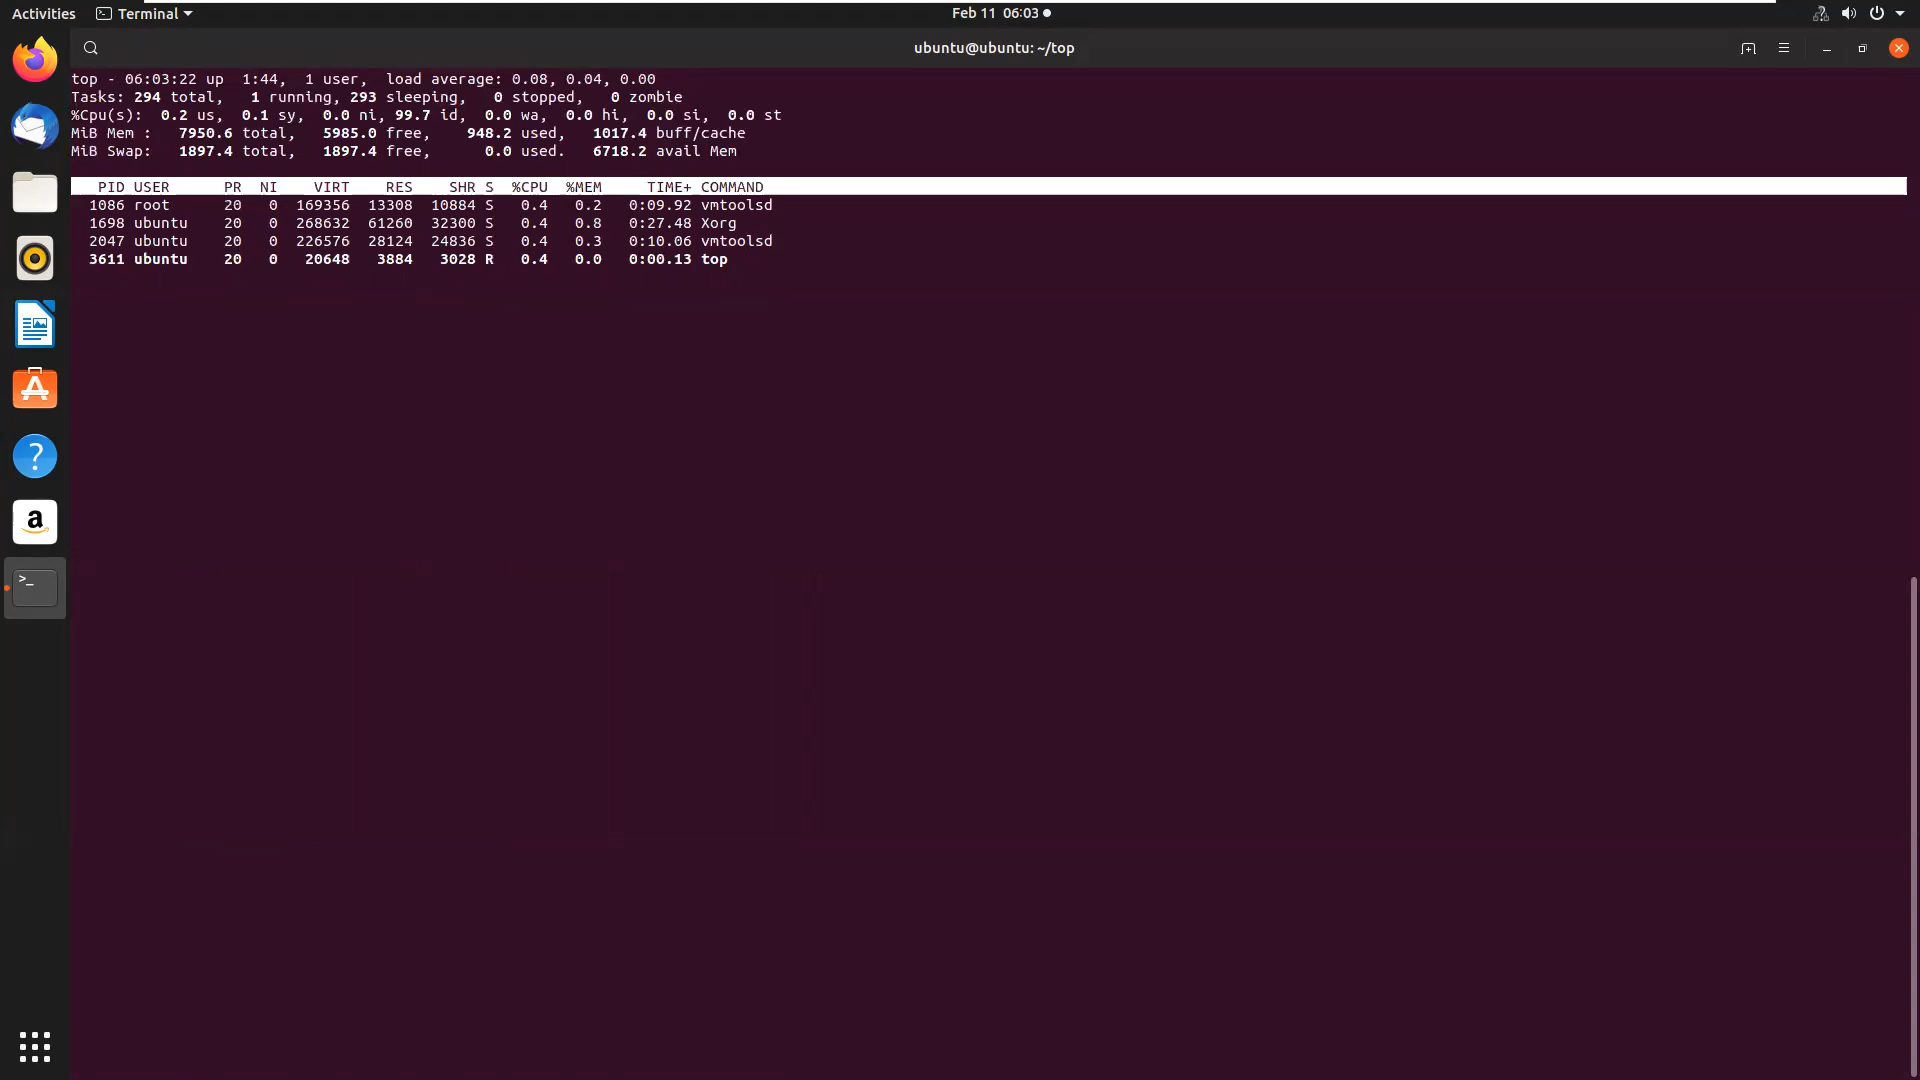 Activities Terminal Feb 11 06:03
ubuntu@ubuntu: ~/top
top - 06:03:22 up  1:44,  1 user,  load average: 0.08, 0.04, 0.00
Tasks: 294 total,   1 running, 293 sleeping,   0 stopped,   0 zombie
%Cpu(s):  0.2 us,  0.1 sy,  0.0 ni, 99.7 id,  0.0 wa,  0.0 hi,  0.0 si,  0.0 st
MiB Mem :   7950.6 total,   5985.0 free,    948.2 used,   1017.4 buff/cache
MiB Swap:   1897.4 total,   1897.4 free,      0.0 used.   6718.2 avail Mem
PID USER      PR  NI    VIRT    RES    SHR S  %CPU  %MEM     TIME+ COMMAND
1086 root      20   0  169356  13308  10884 S   0.4   0.2   0:09.92 vmtoolsd
1698 ubuntu    20   0  268632  61260  32300 S   0.4   0.8   0:27.48 Xorg
2047 ubuntu    20   0  226576  28124  24836 S   0.4   0.3   0:10.06 vmtoolsd
3611 ubuntu    20   0   20648   3884   3028 R   0.4   0.0   0:00.13 top
?
a
>_